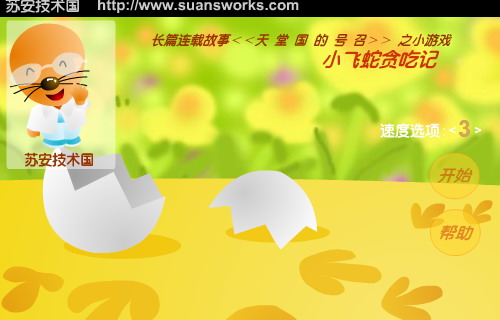 苏安技术国 http://www.suansworks.com
长篇连载故事<<天 堂 国 的 号 召>> 之小游戏
小飞蛇贪吃记
速度选项: <3>
苏安技术国
开始
帮助